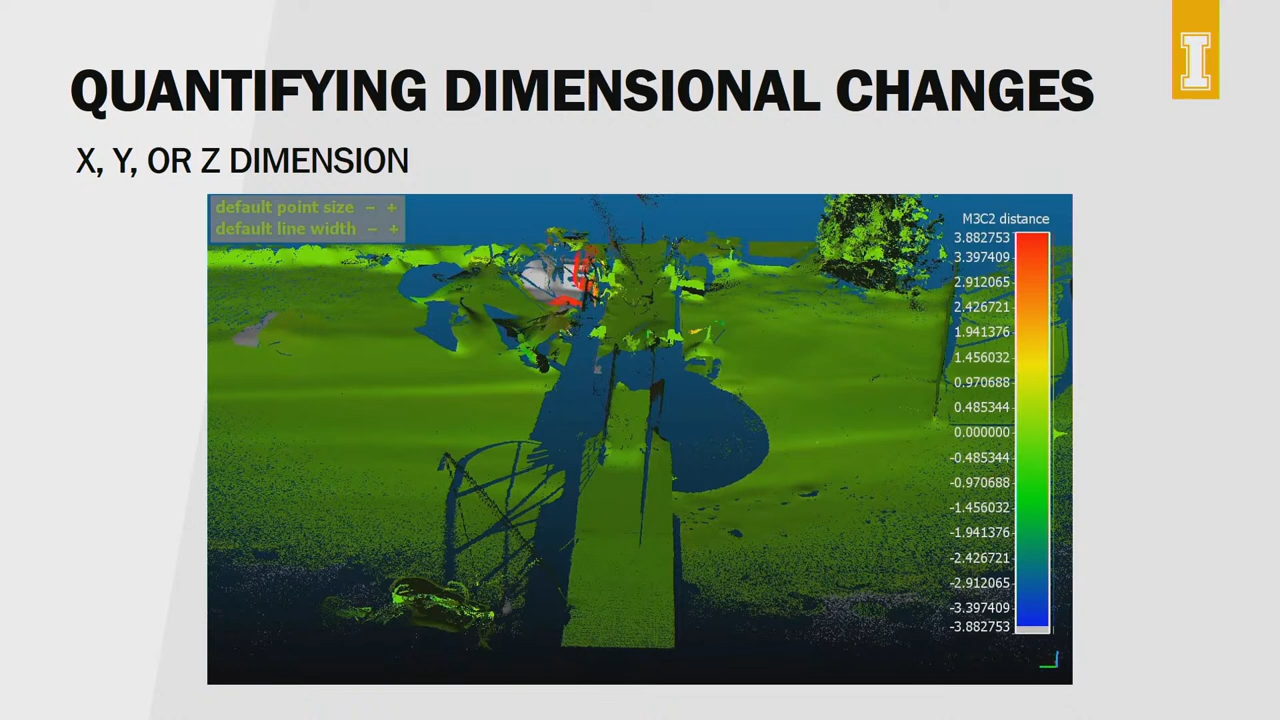 QUANTIFYING DIMENSIONAL CHANGES
I
X, Y, OR Z DIMENSION
default point size - +
default line width - +
M3C2 distance
3.882753
3.397409
2.912065
2.426721
1.941376
1.456032
0.970688
0.485344
0.000000
-0.485344
-0.970688
-1.456032
-1.941376
-2.426721
-2.912065
-3.397409
-3.882753